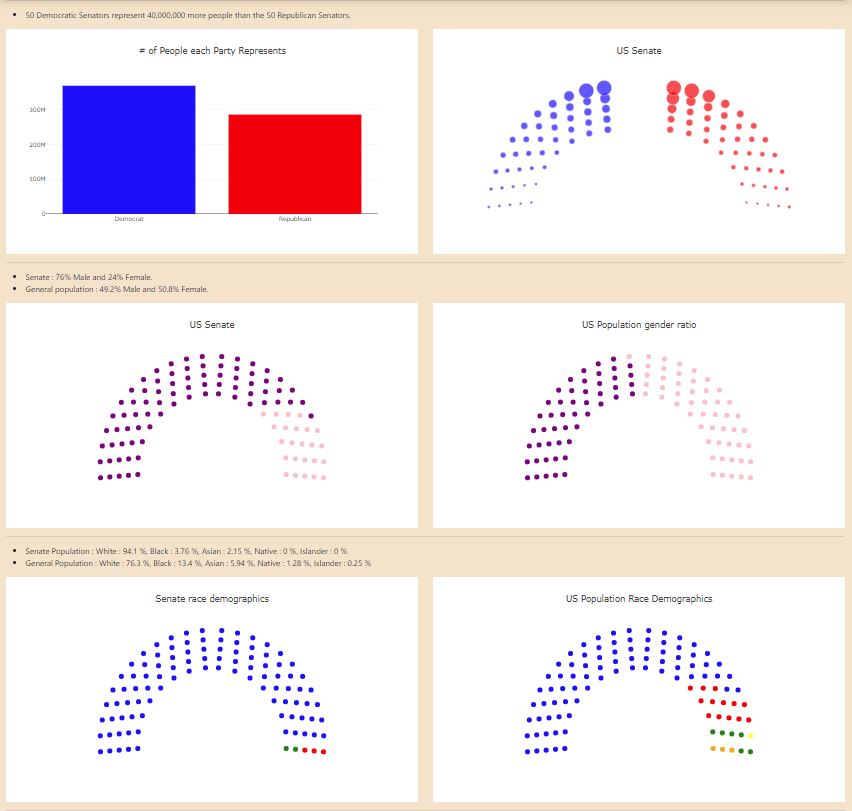 50 Democratic Senators represent 40,000,000 more people than the 50 Republican Senators.
# of People each Party Represents
US Senate
300M
200M
100M
0
Democrat
Republican
Senate : 76% Male and 24% Female.
General population : 49.2% Male and 50.8% Female.
US Senate
US Population gender ratio
Senate Population : White : 94.1 %, Black : 3.76 %, Asian : 2.15 %, Native : 0 %, Islander : 0 %
General Population : White : 76.3 %, Black : 13.4 %, Asian : 5.94 %, Native : 1.28 %, Islander : 0.25 %
Senate race demographics
US Population Race Demographics